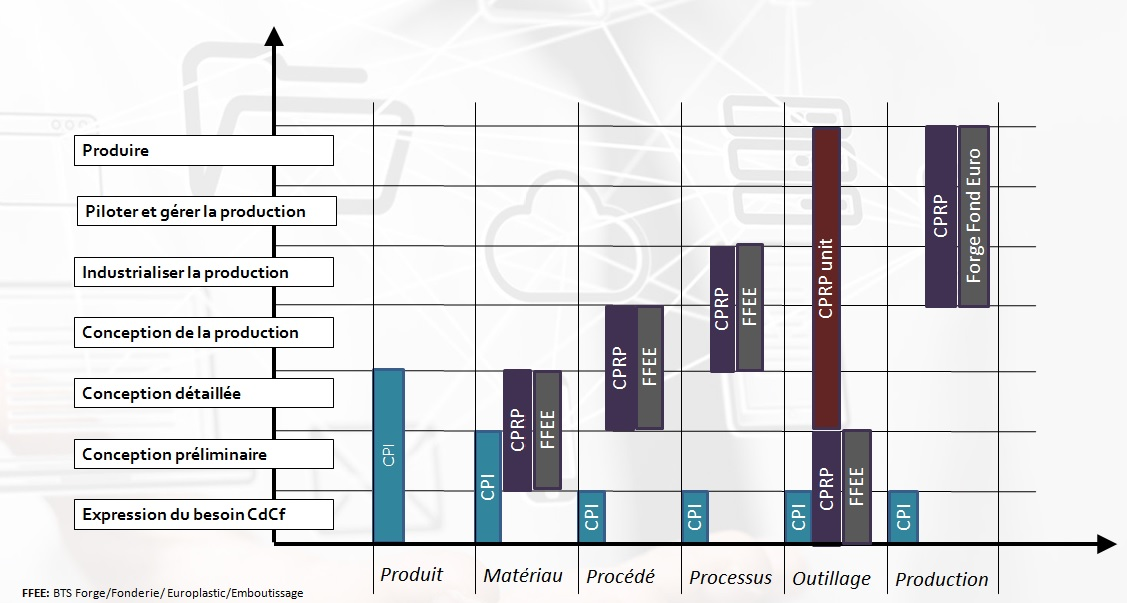 Produire
Piloter et gérer la production
Industrialiser la production
Conception de la production
Conception détaillée
Conception préliminaire
Expression du besoin CdCf
CPI
CPI
CPRP
FFEE
CPI
CPRP
FFEE
CPI
CPRP
FFEE
CPI
CPRP unit
CPRP
FFEE
CPI
CPRP
Forge Fond Euro
Produit
Matériau
Procédé
Processus
Outillage
Production
FFEE: BTS Forge/Fonderie/ Europlastic/Emboutissage